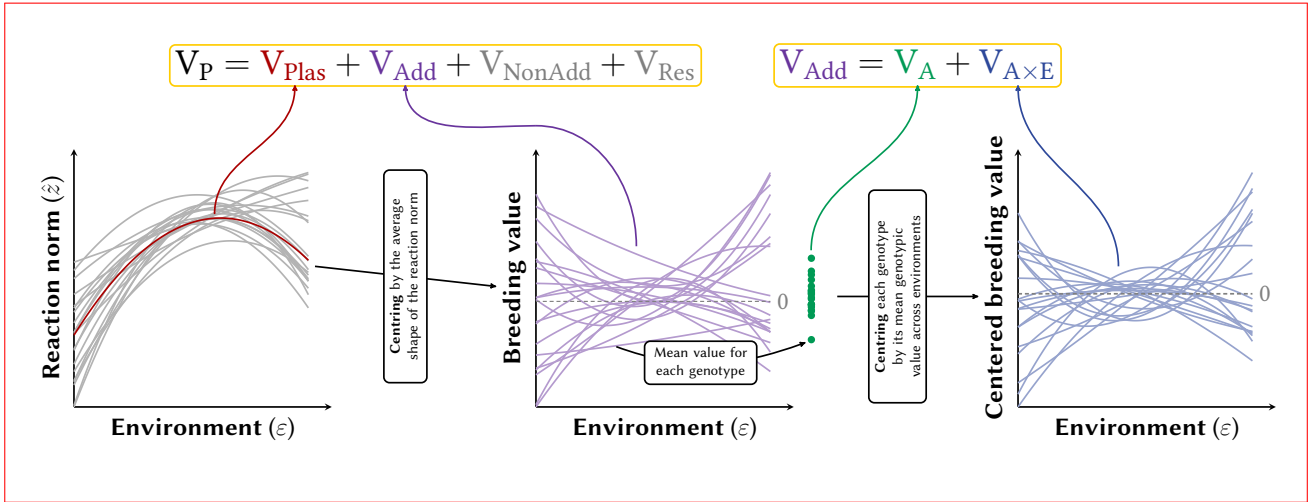 V_P = V_Plas + V_Add + V_NonAdd + V_Res
V_Add = V_A + V_A×E
Reaction norm (ẑ)
Environment (ε)
Centring by the average
shape of the reaction norm
Breeding value
0
Environment (ε)
Mean value for
each genotype
Centring each genotype
by its mean genotypic
value across environments
Centered breeding value
0
Environment (ε)